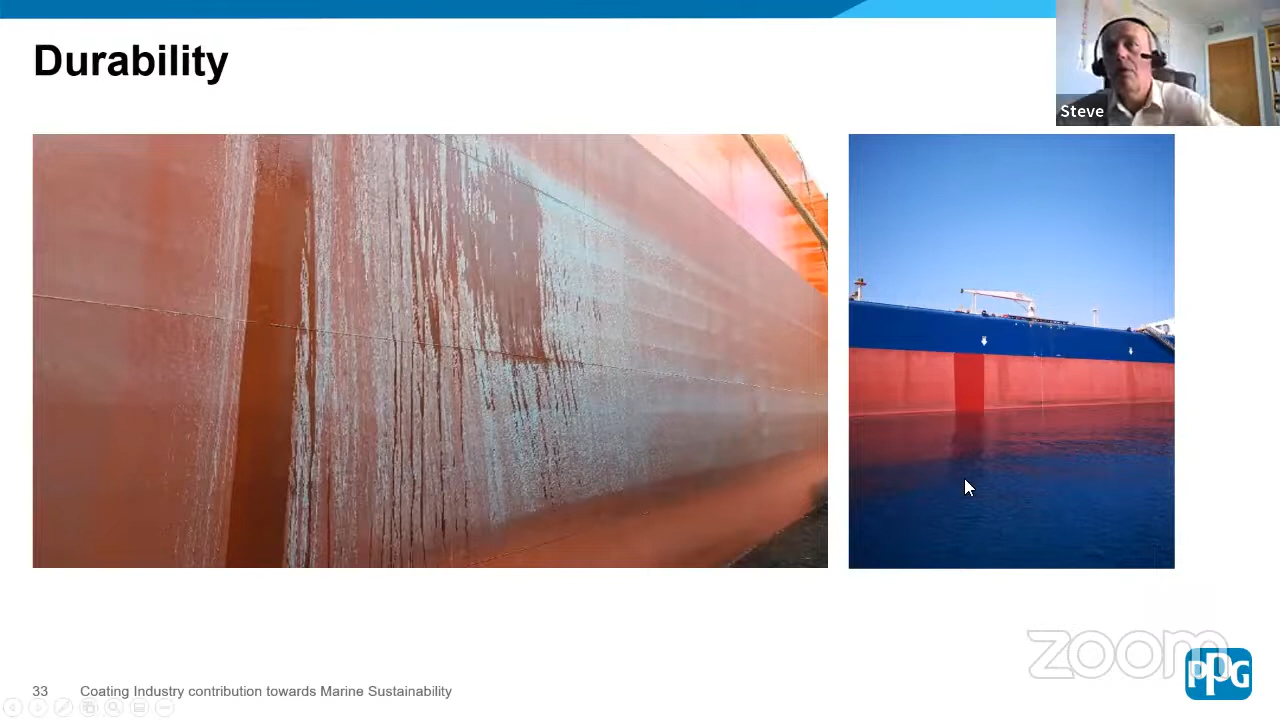 Durability
Steve
zoom
PPG
33 Coating Industry contribution towards Marine Sustainability